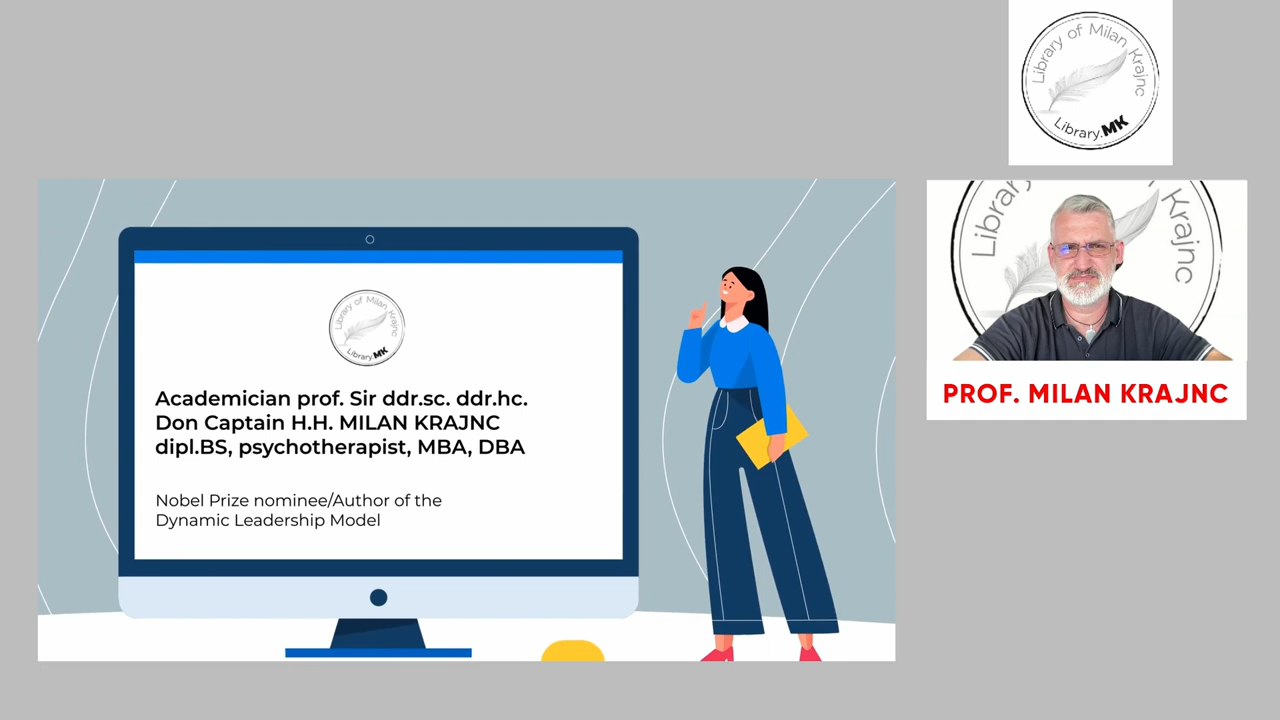 Library of Milan Krajnc
Library.MK
Library of Milan Krajnc
Library.MK
Academician prof. Sir ddr.sc. ddr.hc.
Don Captain H.H. MILAN KRAJNC
dipl.BS, psychotherapist, MBA, DBA
Nobel Prize nominee/Author of the
Dynamic Leadership Model
Library
Krajnc
PROF. MILAN KRAJNC